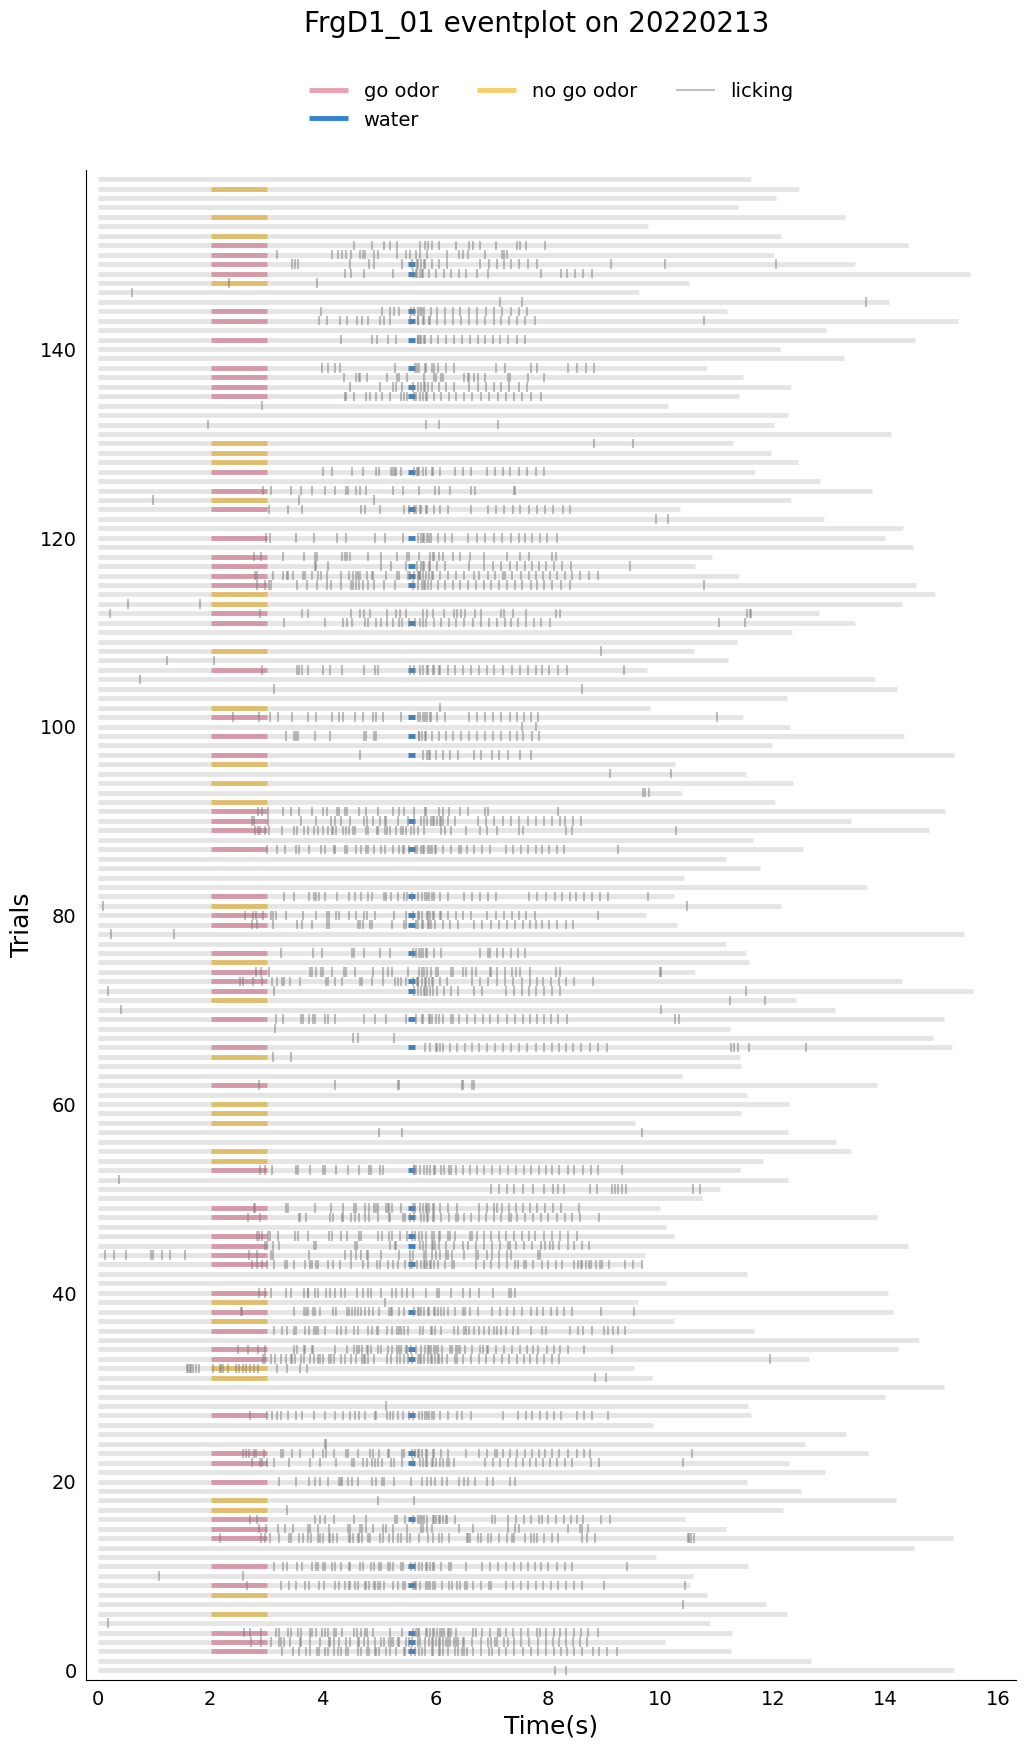 FrgD1_01 eventplot on 20220213
go odor
no go odor
licking
water
140
120
100
80
60
40
20
0
Trials
0 2 4 6 8 10 12 14 16
Time(s)